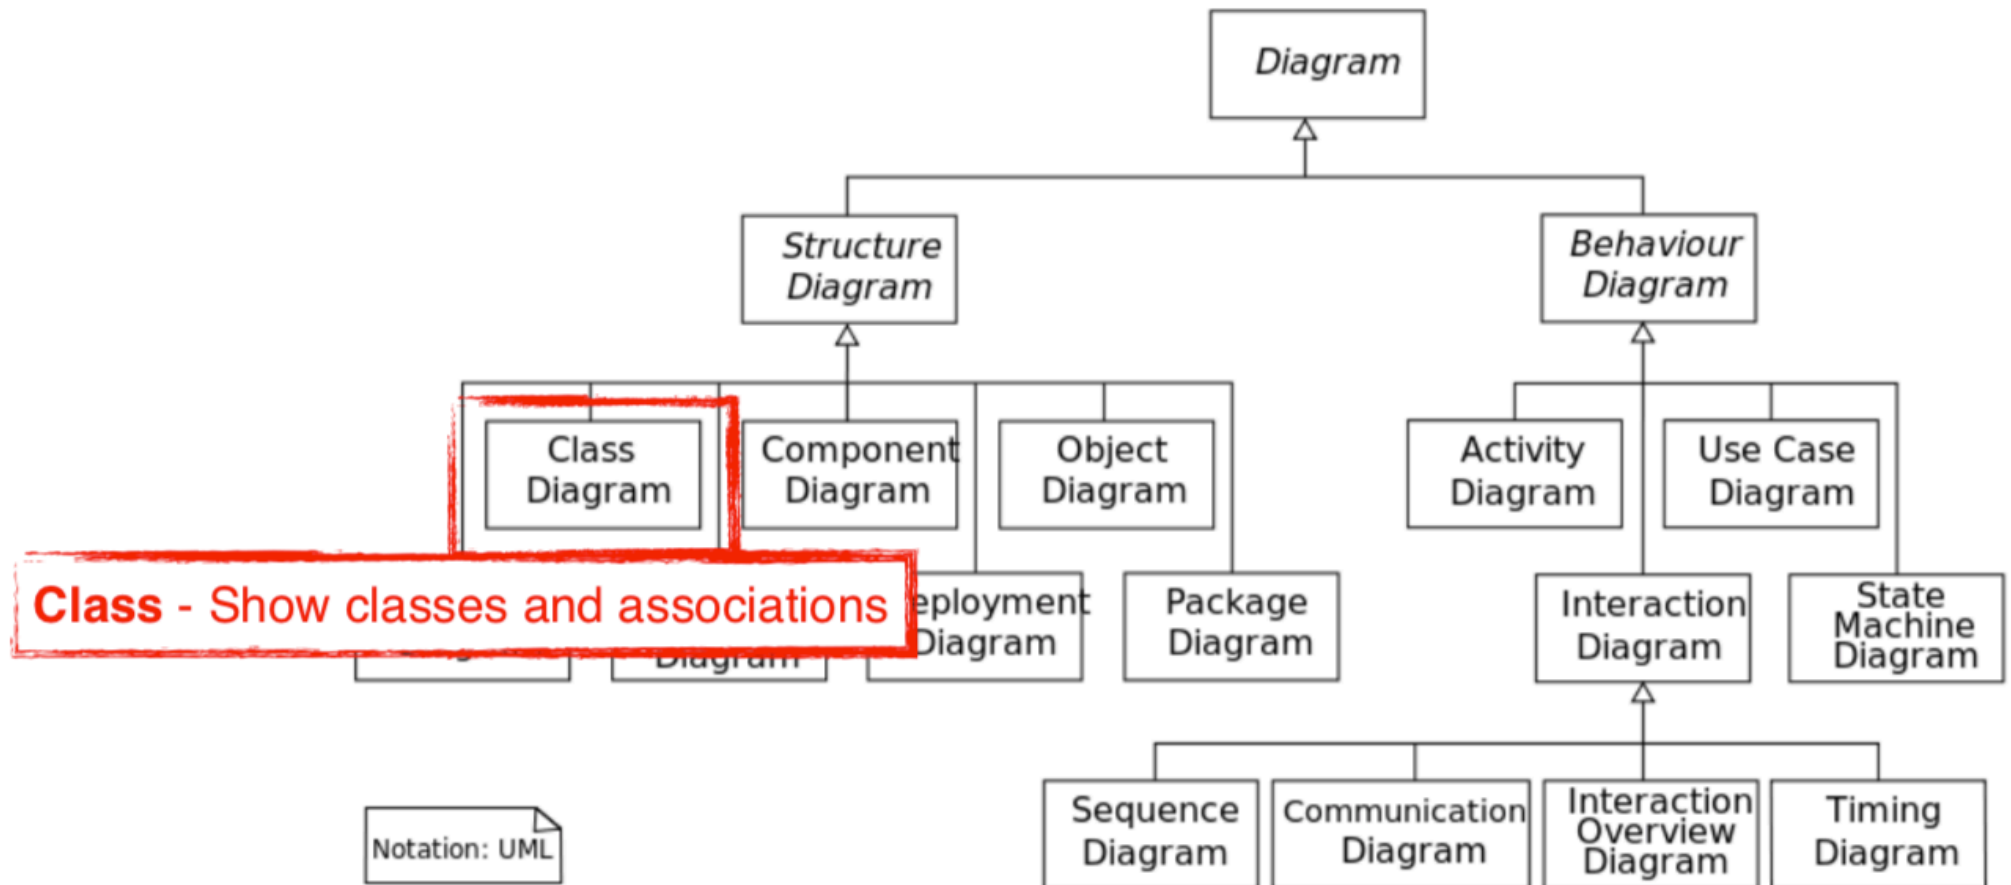 Diagram
Structure
Diagram
Behaviour
Diagram
Class
Diagram
Component
Diagram
Object
Diagram
Activity
Diagram
Use Case
Diagram
Class - Show classes and associations
eployment
Diagram
Package
Diagram
Interaction
Diagram
State
Machine
Diagram
Diagram
Sequence
Diagram
Communication
Diagram
Interaction
Overview
Diagram
Timing
Diagram
Notation: UML